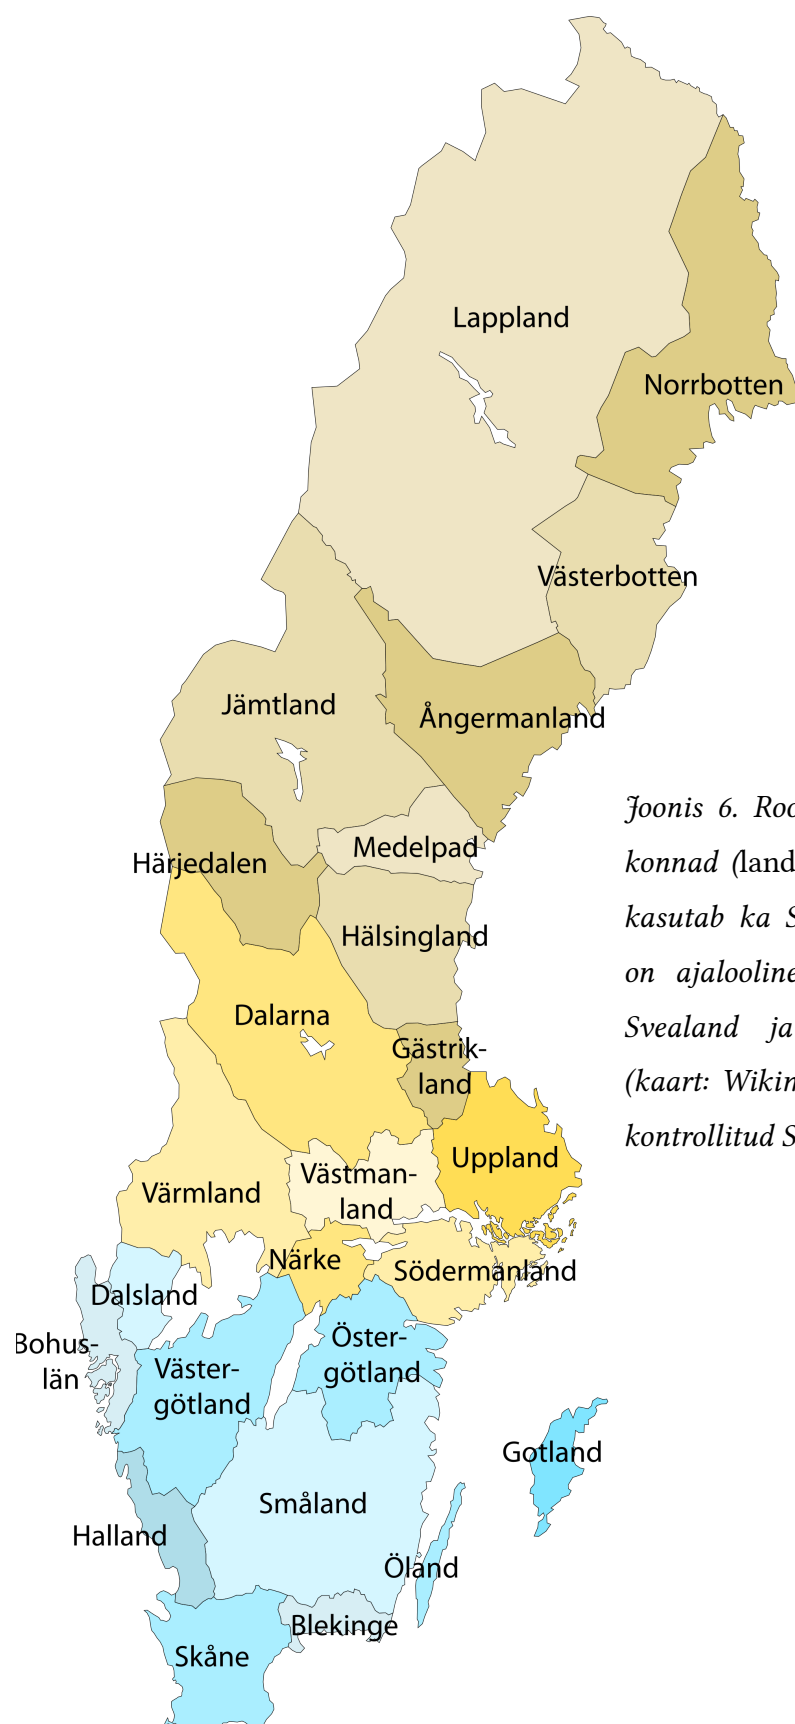 Lappland
Norrbotten
Västerbotten
Jämtland
Ångermanland
Joonis 6.
konnad (land
Medelpad
Härjedalen
kasutab ka
Hälsingland
on ajalooline
Dalarna
Svealand ja
Gästrik-
land
(kaart:
kontrollitud
Uppland
Västman-
land
Värmland
Närke
Södermanland
Dalsland
Bohus-
län
Öster-
götland
Väster-
götland
Gotland
Småland
Halland
Öland
Blekinge
Skåne